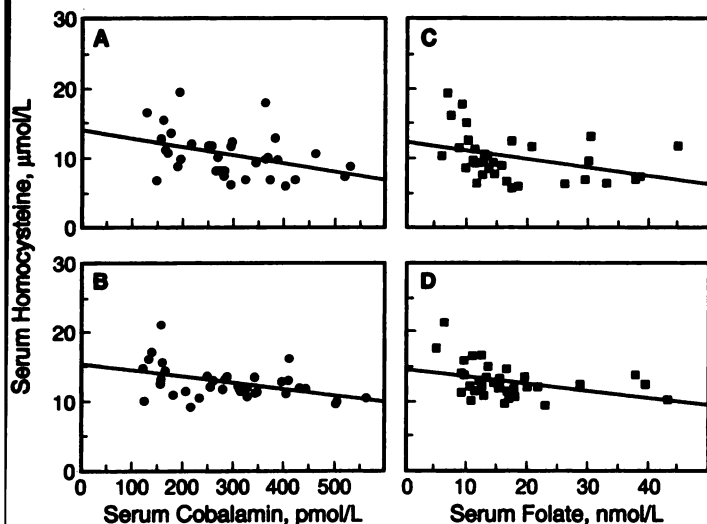 Serum Homocysteine, μmol/L
A
30
20
10
0
C
B
30
20
10
0
D
0 100 200 300 400 500
Serum Cobalamin, pmol/L
0 10 20 30 40
Serum Folate, nmol/L